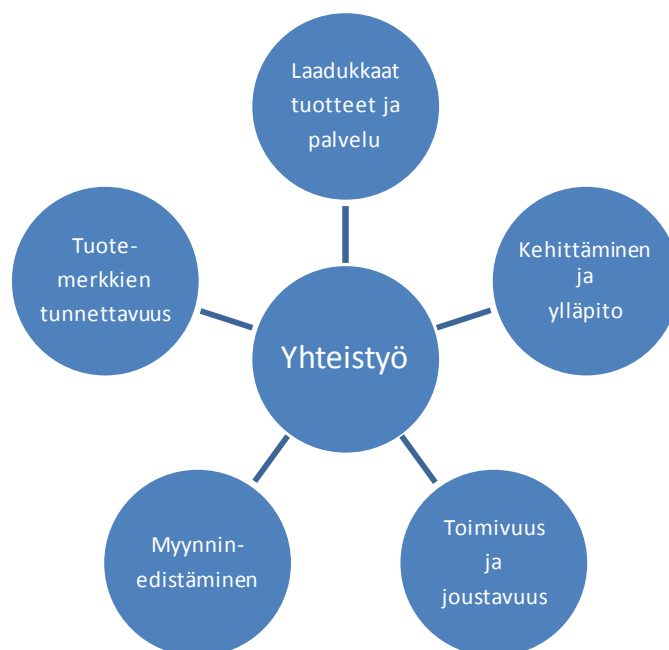 Laadukkaat
tuotteet ja
palvelu
Tuote-
merkkien
tunnettavuus
Kehittäminen
ja
ylläpito
Yhteistyö
Myynnin-
edistäminen
Toimivuus
ja
joustavuus